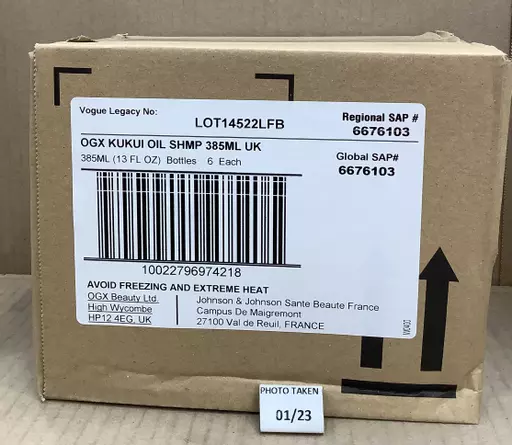 Vogue Legacy No:
LOT14522LFB
Regional SAP #
6676103
OGX KUKUI OIL SHMP 385ML UK
385ML (13 FL OZ) Bottles 6 Each
Global SAP#
6676103
10022796974218
AVOID FREEZING AND EXTREME HEAT
OGX Beauty Ltd.
High Wycombe
HP12 4EG, UK
Johnson & Johnson Sante Beaute France
Campus De Maigremont
27100 Val de Reuil, FRANCE
PHOTO TAKEN
01/23